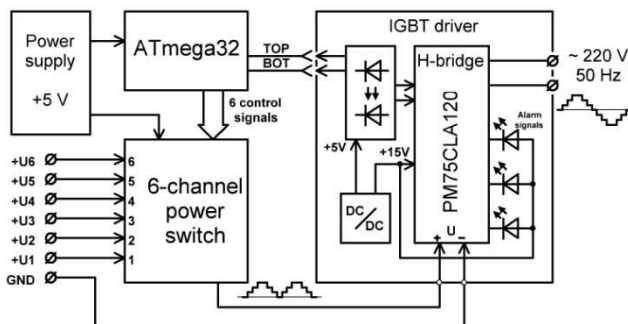 Power
supply
+5 V
ATmega32
6 control
signals
TOP
BOT
IGBT driver
H-bridge
PM75CLA120
+5V
+15V
DC
DC
U
+
−
Alarm
signals
~ 220 V
50 Hz
+U6
+U5
+U4
+U3
+U2
+U1
GND
6
5
4
3
2
1
6-channel
power
switch